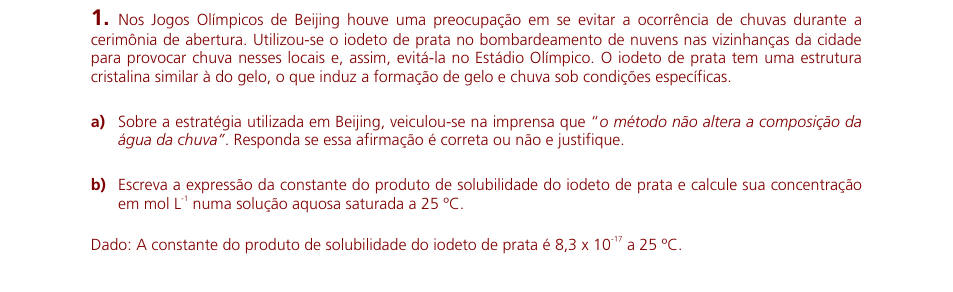 1. Nos Jogos Olímpicos de Beijing houve uma preocupação em se evitar a ocorrência de chuvas durante a
cerimônia de abertura. Utilizou-se o iodeto de prata no bombardeamento de nuvens nas vizinhanças da cidade
para provocar chuva nesses locais e, assim, evitá-la no Estádio Olímpico. O iodeto de prata tem uma estrutura
cristalina similar à do gelo, o que induz a formação de gelo e chuva sob condições específicas.
a) Sobre a estratégia utilizada em Beijing, veiculou-se na imprensa que “o método não altera a composição da
água da chuva”. Responda se essa afirmação é correta ou não e justifique.
b) Escreva a expressão da constante do produto de solubilidade do iodeto de prata e calcule sua concentração
em mol L⁻¹ numa solução aquosa saturada a 25 ºC.
Dado: A constante do produto de solubilidade do iodeto de prata é 8,3 x 10⁻¹⁷ a 25 ºC.